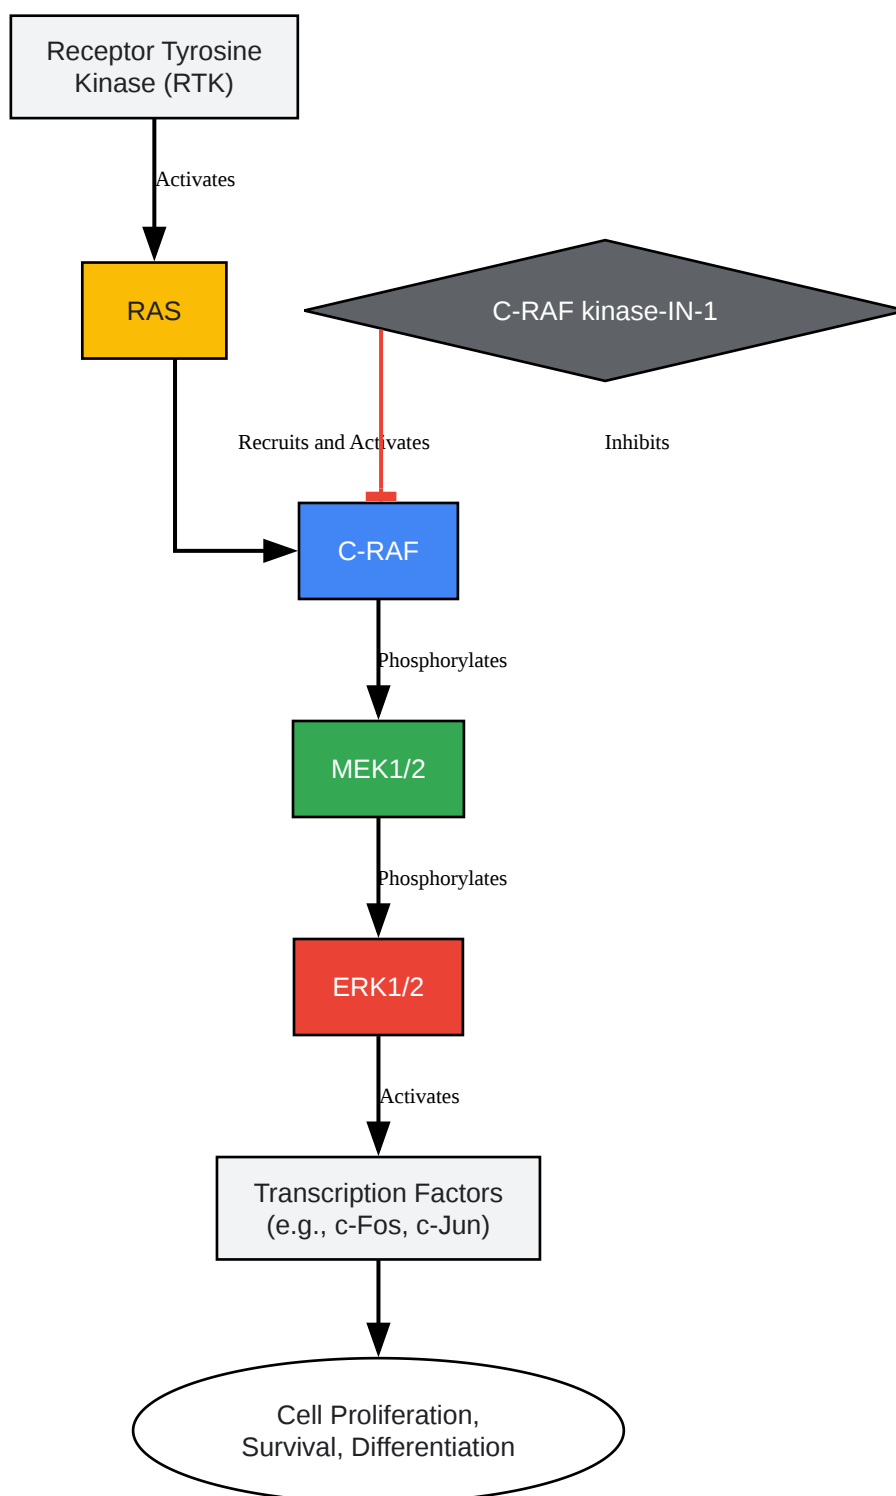 Receptor Tyrosine
Kinase (RTK)
Activates
RAS
C-RAF kinase-IN-1
Recruits and Activates
Inhibits
C-RAF
Phosphorylates
MEK1/2
Phosphorylates
ERK1/2
Activates
Transcription Factors
(e.g., c-Fos, c-Jun)
Cell Proliferation,
Survival, Differentiation